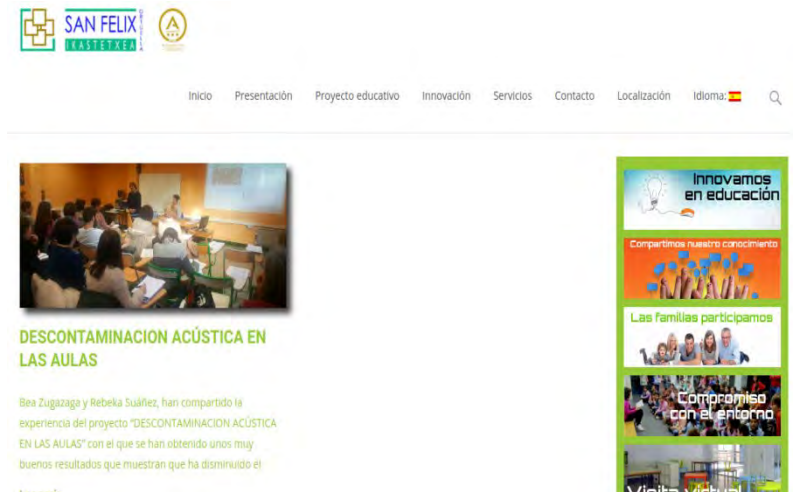 SAN FELIX
IKASTETXEA
Inicio Presentación Proyecto educativo Innovación Servicios Contacto Localización Idioma:
Innovamos
en educación
Compartimos nuestro conocimiento
Las familias participamos
Compromiso
con el entorno
Visita virtual
DESCONTAMINACION ACÚSTICA EN
LAS AULAS
Bea Zugazaga y Rebeka Suáñez, han compartido la
experiencia del proyecto "DESCONTAMINACION ACÚSTICA
EN LAS AULAS" con el que se han obtenido unos muy
buenos resultados que muestran que ha disminuido el